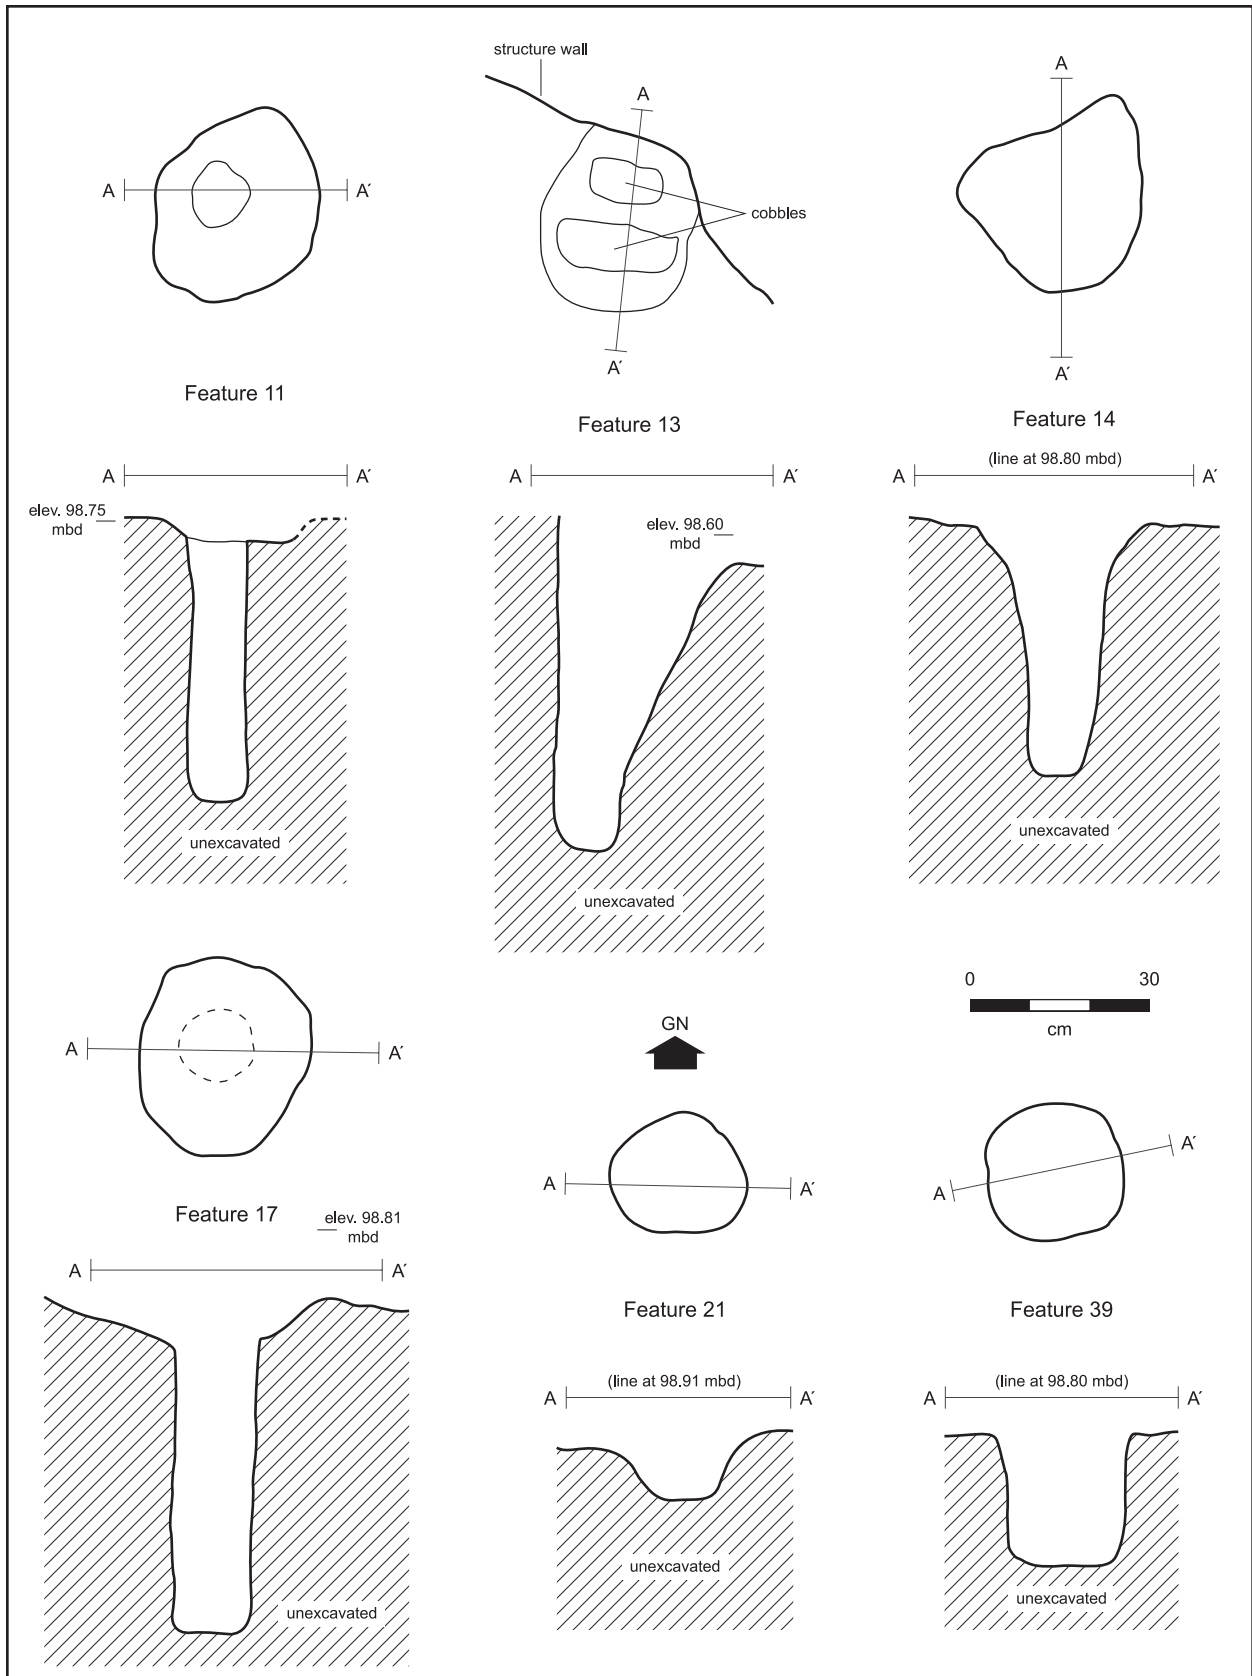 structure wall
A
A
A
A′
A
A′
cobbles
A′
A′
Feature 11
Feature 13
Feature 14
A
A′
A
A′
(line at 98.80 mbd)
A
A′
elev. 98.75
mbd
elev. 98.60
mbd
unexcavated
unexcavated
unexcavated
0
30
cm
GN
A
A′
A
A′
A
A′
Feature 17
elev. 98.81
mbd
A
A′
Feature 21
Feature 39
(line at 98.91 mbd)
A
A′
(line at 98.80 mbd)
A
A′
unexcavated
unexcavated
unexcavated